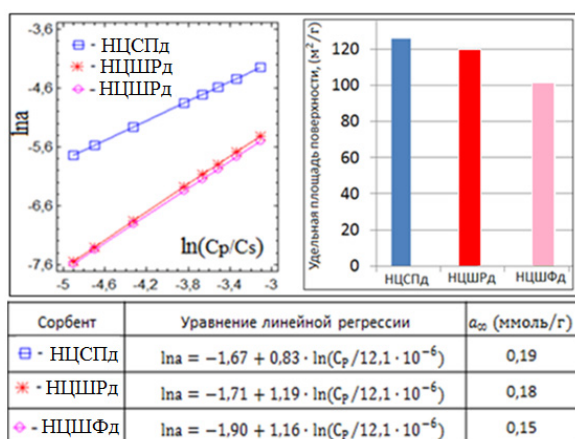 -3,6
-4,6
-5,6
-6,6
-7,6
lna
- НЦСПд
- НЦШРд
- НЦШРд
ln(Cp/Cs)
-5 -4,6 -4,2 -3,8 -3,4 -3
Удельная площадь поверхности, (м²/г)
120
100
80
60
40
20
0
НЦСПд НЦШРд НЦШФд
Сорбент Уравнение линейной регрессии a∞ (ммоль/г)
- НЦСПд lna = −1,67 + 0,83 · ln(Cₚ/12,1 · 10⁻⁶) 0,19
- НЦШРд lna = −1,71 + 1,19 · ln(Cₚ/12,1 · 10⁻⁶) 0,18
- НЦШФд lna = −1,90 + 1,16 · ln(Cₚ/12,1 · 10⁻⁶) 0,15